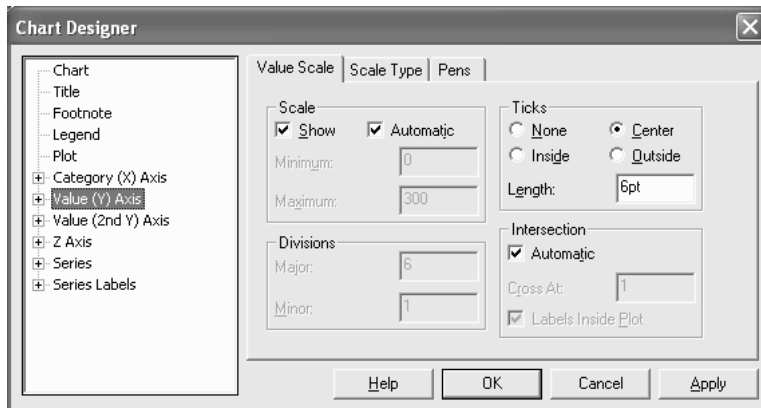 Chart Designer
Chart
Title
Footnote
Legend
Plot
Category (X) Axis
Value (Y) Axis
Value (2nd Y) Axis
Z Axis
Series
Series Labels
Value Scale Scale Type Pens
Scale
Show Automatic
Minimum: 0
Maximum: 300
Divisions
Major: 6
Minor: 1
Ticks
None Center
Inside Outside
Length: 6pt
Intersection
Automatic
Cross At: 1
Labels Inside Plot
Help OK Cancel Apply